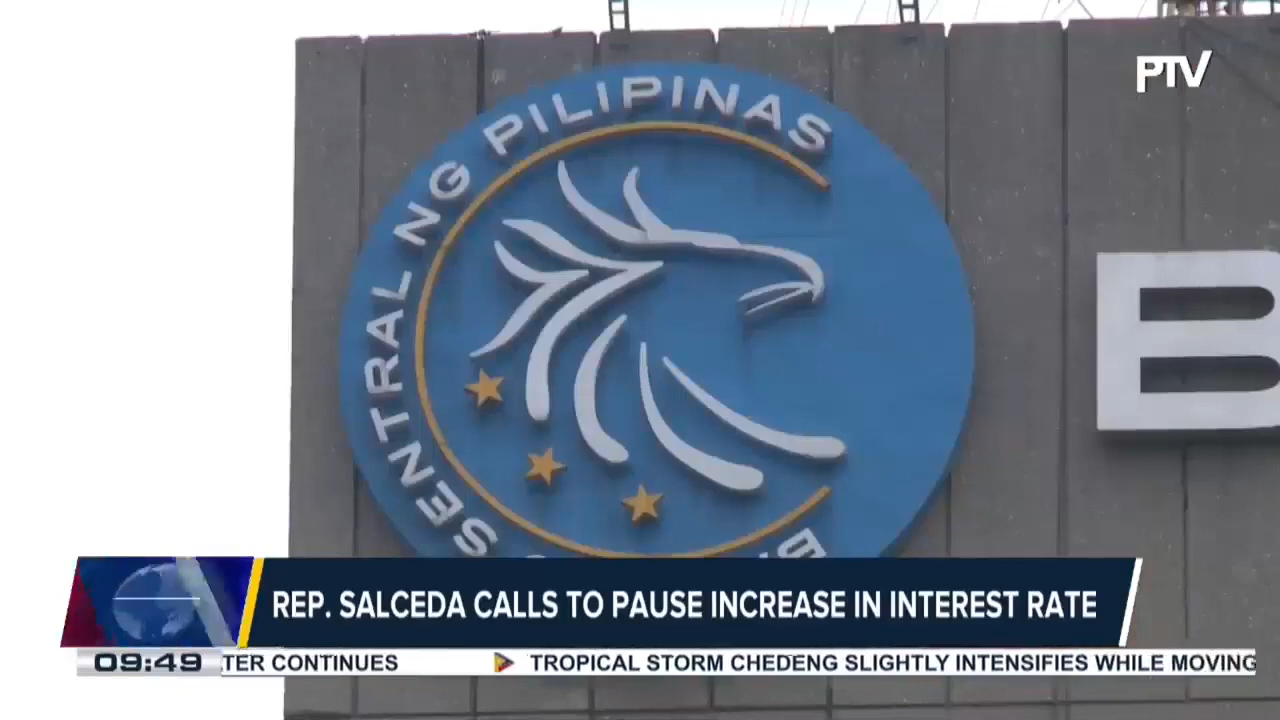 PTV
SENTRAL NG PILIPINAS
B
REP. SALCEDA CALLS TO PAUSE INCREASE IN INTEREST RATE
09:49
TER CONTINUES
TROPICAL STORM CHEDENG SLIGHTLY INTENSIFIES WHILE MOVING